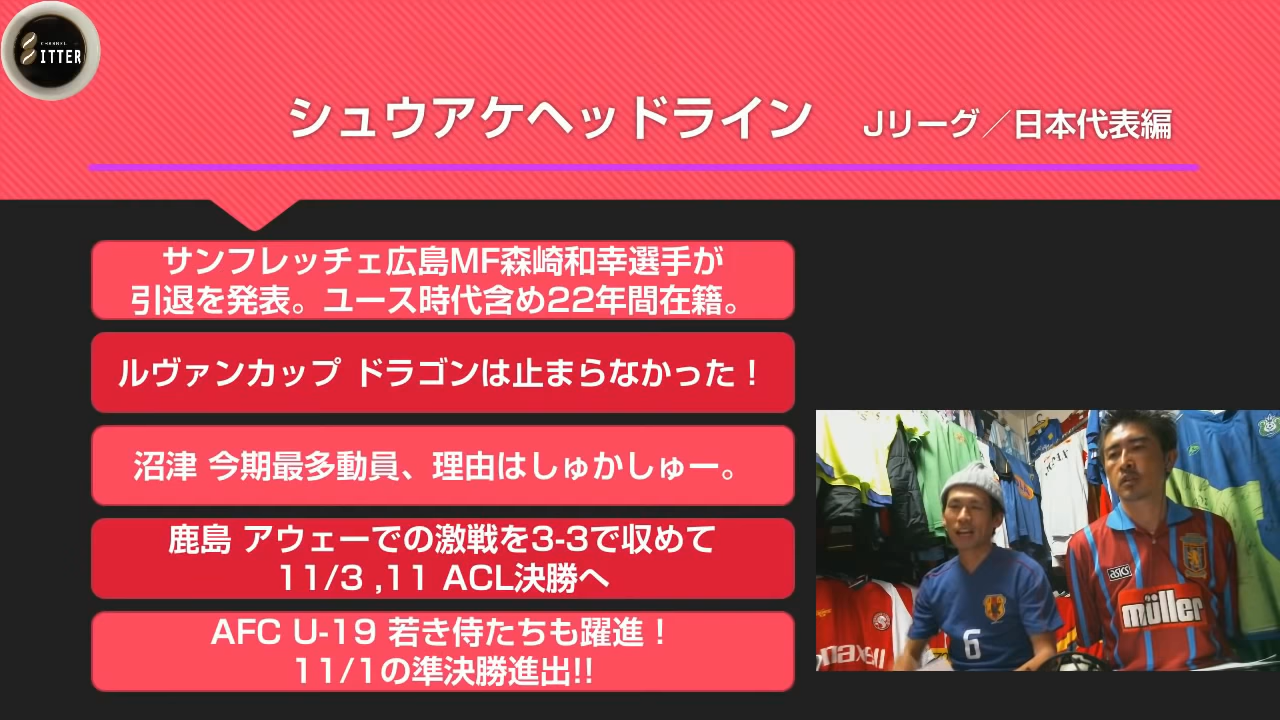 CHANNEL
ITTER
シュウアケヘッドライン Jリーグ／日本代表編
サンフレッチェ広島MF森崎和幸選手が
引退を発表。ユース時代含め22年間在籍。
ルヴァンカップ ドラゴンは止まらなかった！
沼津 今期最多動員、理由はしゅかしゅー。
鹿島 アウェーでの激戦を3-3で収めて
11/3 ,11 ACL決勝へ
AFC U-19 若き侍たちも躍進！
11/1の準決勝進出!!
asics
müller
6
maxell